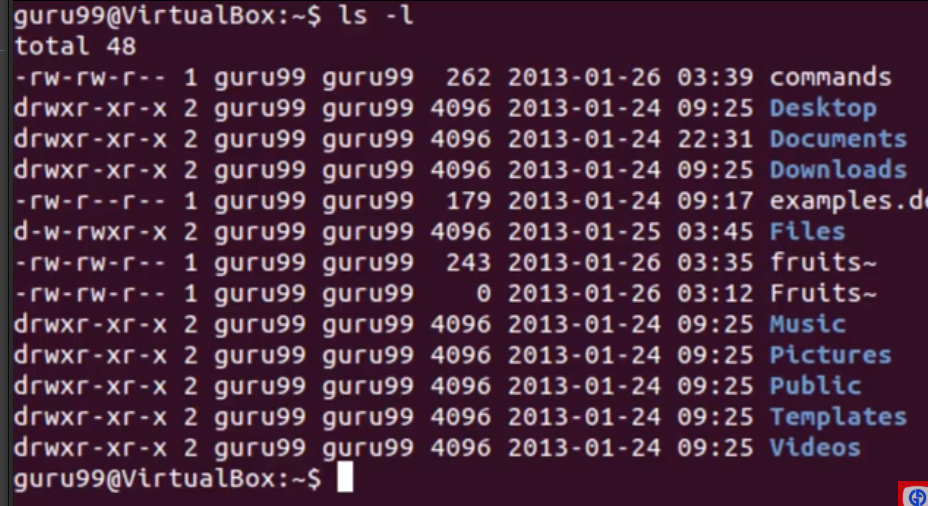 guru99@VirtualBox:~$ ls -l
total 48
-rw-rw-r-- 1 guru99 guru99  262 2013-01-26 03:39 commands
drwxr-xr-x 2 guru99 guru99 4096 2013-01-24 09:25 Desktop
drwxr-xr-x 2 guru99 guru99 4096 2013-01-24 22:31 Documents
drwxr-xr-x 2 guru99 guru99 4096 2013-01-24 09:25 Downloads
-rw-r--r-- 1 guru99 guru99  179 2013-01-24 09:17 examples.de
d-w-rwxr-x 2 guru99 guru99 4096 2013-01-25 03:45 Files
-rw-rw-r-- 1 guru99 guru99  243 2013-01-26 03:35 fruits~
-rw-rw-r-- 1 guru99 guru99    0 2013-01-26 03:12 Fruits~
drwxr-xr-x 2 guru99 guru99 4096 2013-01-24 09:25 Music
drwxr-xr-x 2 guru99 guru99 4096 2013-01-24 09:25 Pictures
drwxr-xr-x 2 guru99 guru99 4096 2013-01-24 09:25 Public
drwxr-xr-x 2 guru99 guru99 4096 2013-01-24 09:25 Templates
drwxr-xr-x 2 guru99 guru99 4096 2013-01-24 09:25 Videos
guru99@VirtualBox:~$